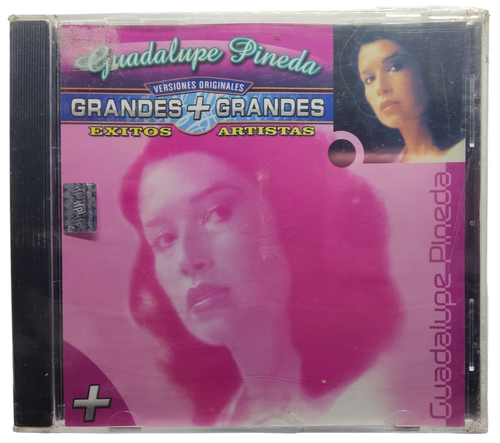 Guadalupe Pineda
VERSIONES ORIGINALES
GRANDES + GRANDES
EXITOS ARTISTAS
Guadalupe Pineda
+